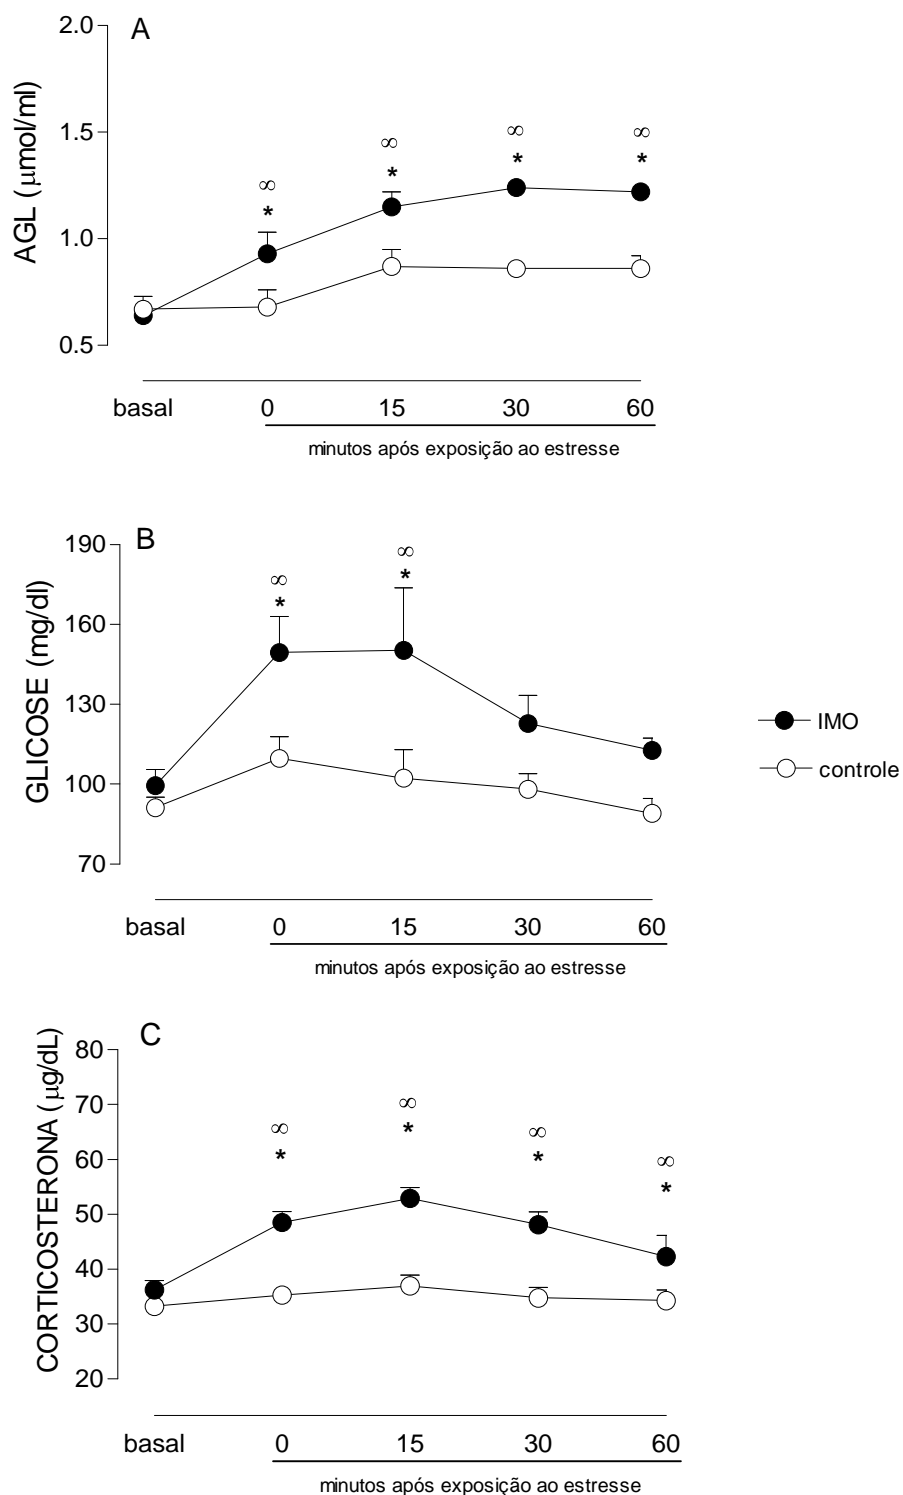 A
AGL (μmol/ml)
2.0
1.5
1.0
0.5
∞ ∞ ∞ ∞
* * * *
basal 0 15 30 60
minutos após exposição ao estresse
B
GLICOSE (mg/dl)
190
160
130
100
70
∞ ∞
* *
IMO
controle
basal 0 15 30 60
minutos após exposição ao estresse
C
CORTICOSTERONA (μg/dL)
80
70
60
50
40
30
20
∞ ∞ ∞ ∞
* * * *
basal 0 15 30 60
minutos após exposição ao estresse